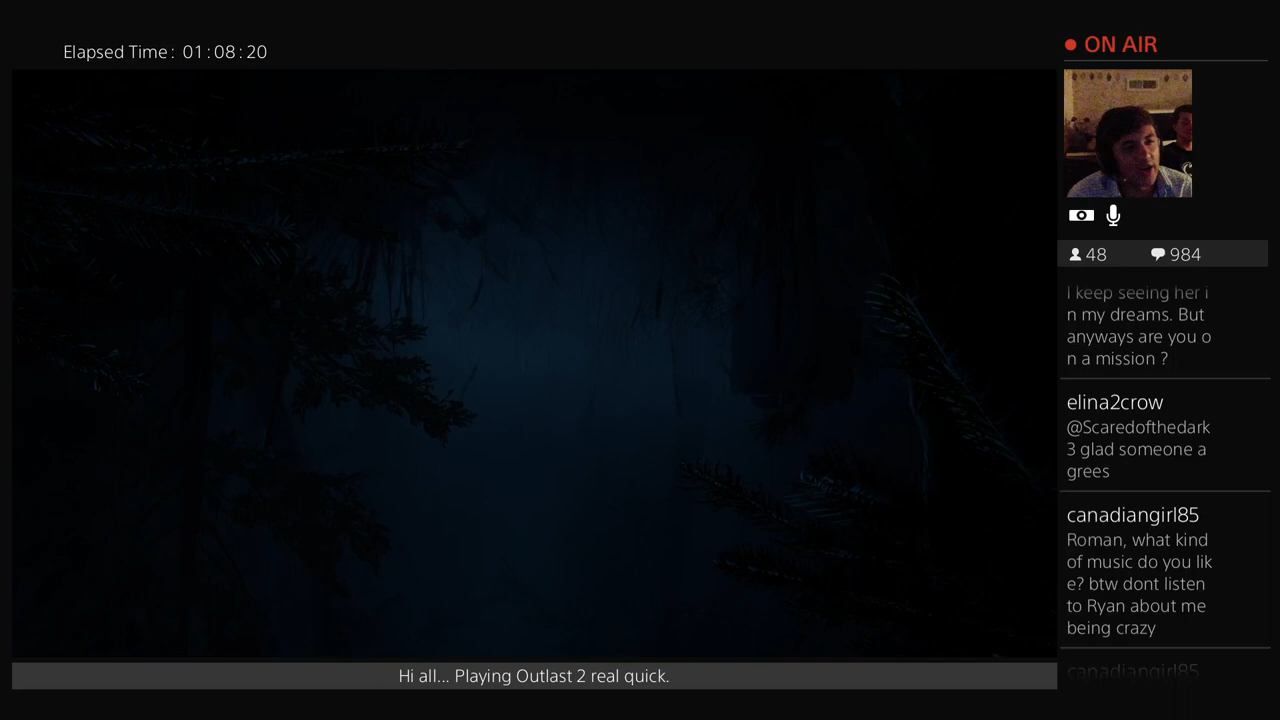 Elapsed Time: 01:08:20
ON AIR
48 984
I keep seeing her i
n my dreams. But
anyways are you o
n a mission ?
elina2crow
@Scaredofthedark
3 glad someone a
grees
canadiangirl85
Roman, what kind
of music do you lik
e? btw dont listen
to Ryan about me
being crazy
canadiangirl85
Hi all... Playing Outlast 2 real quick.